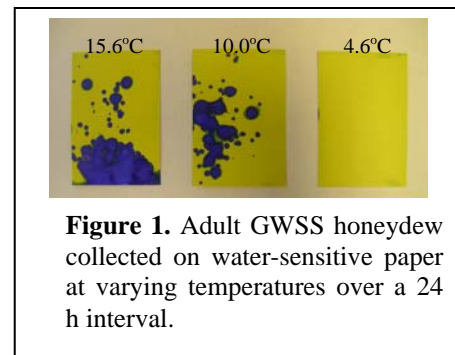 15.6°C 10.0°C 4.6°C
Figure 1. Adult GWSS honeydew
collected on water-sensitive paper
at varying temperatures over a 24
h interval.